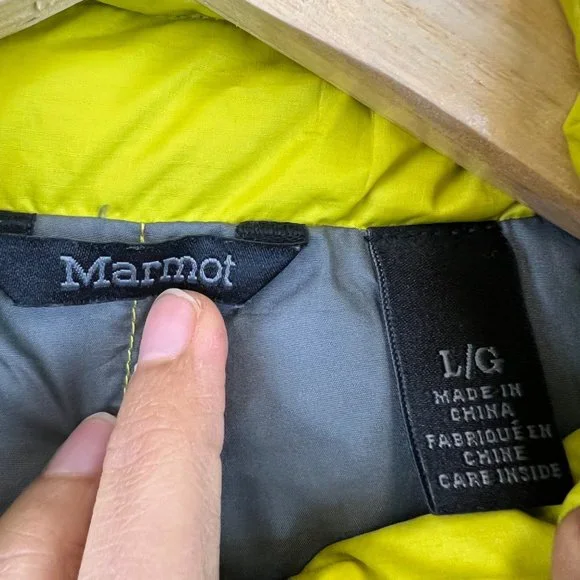 Marmot
L/G
MADE IN
CHINA
FABRIQUÉ EN
CHINE
CARE INSIDE